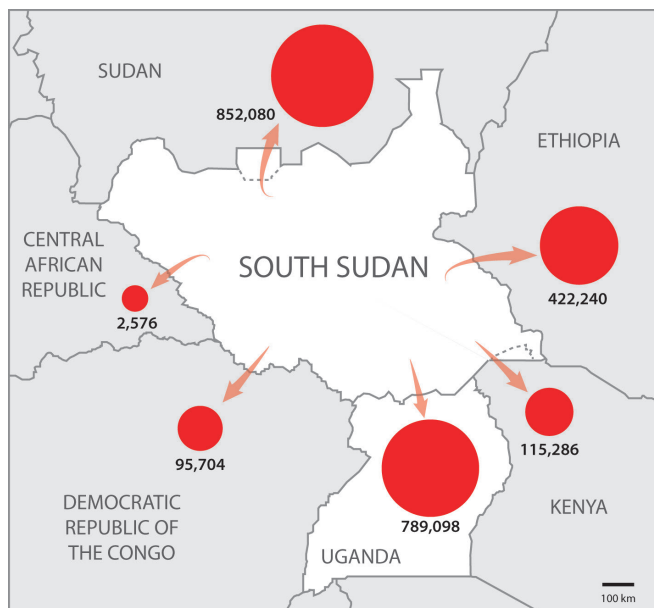 SUDAN
852,080
ETHIOPIA
CENTRAL
AFRICAN
REPUBLIC
SOUTH SUDAN
422,240
2,576
115,286
95,704
DEMOCRATIC
REPUBLIC OF
THE CONGO
789,098
KENYA
UGANDA
100 km